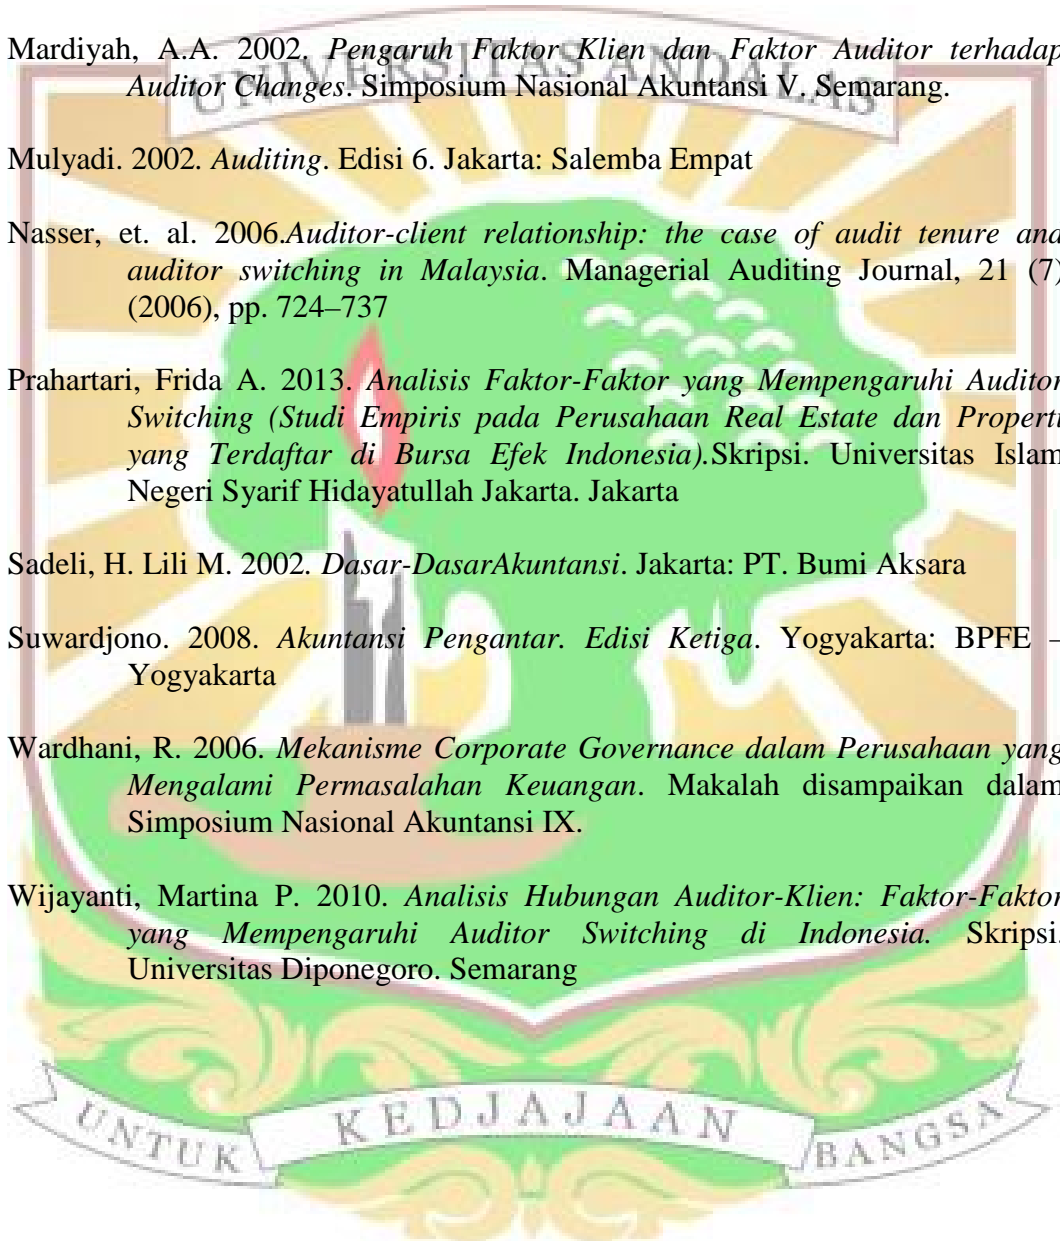 UNIVERSITAS ANDALAS
Mardiyah, A.A. 2002. Pengaruh Faktor Klien dan Faktor Auditor terhadap
Auditor Changes. Simposium Nasional Akuntansi V. Semarang.
Mulyadi. 2002. Auditing. Edisi 6. Jakarta: Salemba Empat
Nasser, et. al. 2006.Auditor-client relationship: the case of audit tenure and
auditor switching in Malaysia. Managerial Auditing Journal, 21 (7)
(2006), pp. 724–737
Prahartari, Frida A. 2013. Analisis Faktor-Faktor yang Mempengaruhi Auditor
Switching (Studi Empiris pada Perusahaan Real Estate dan Properti
yang Terdaftar di Bursa Efek Indonesia).Skripsi. Universitas Islam
Negeri Syarif Hidayatullah Jakarta. Jakarta
Sadeli, H. Lili M. 2002. Dasar-DasarAkuntansi. Jakarta: PT. Bumi Aksara
Suwardjono. 2008. Akuntansi Pengantar. Edisi Ketiga. Yogyakarta: BPFE –
Yogyakarta
Wardhani, R. 2006. Mekanisme Corporate Governance dalam Perusahaan yang
Mengalami Permasalahan Keuangan. Makalah disampaikan dalam
Simposium Nasional Akuntansi IX.
Wijayanti, Martina P. 2010. Analisis Hubungan Auditor-Klien: Faktor-Faktor
yang Mempengaruhi Auditor Switching di Indonesia. Skripsi.
Universitas Diponegoro. Semarang
UNTUK KEDJAJAAN BANGSA